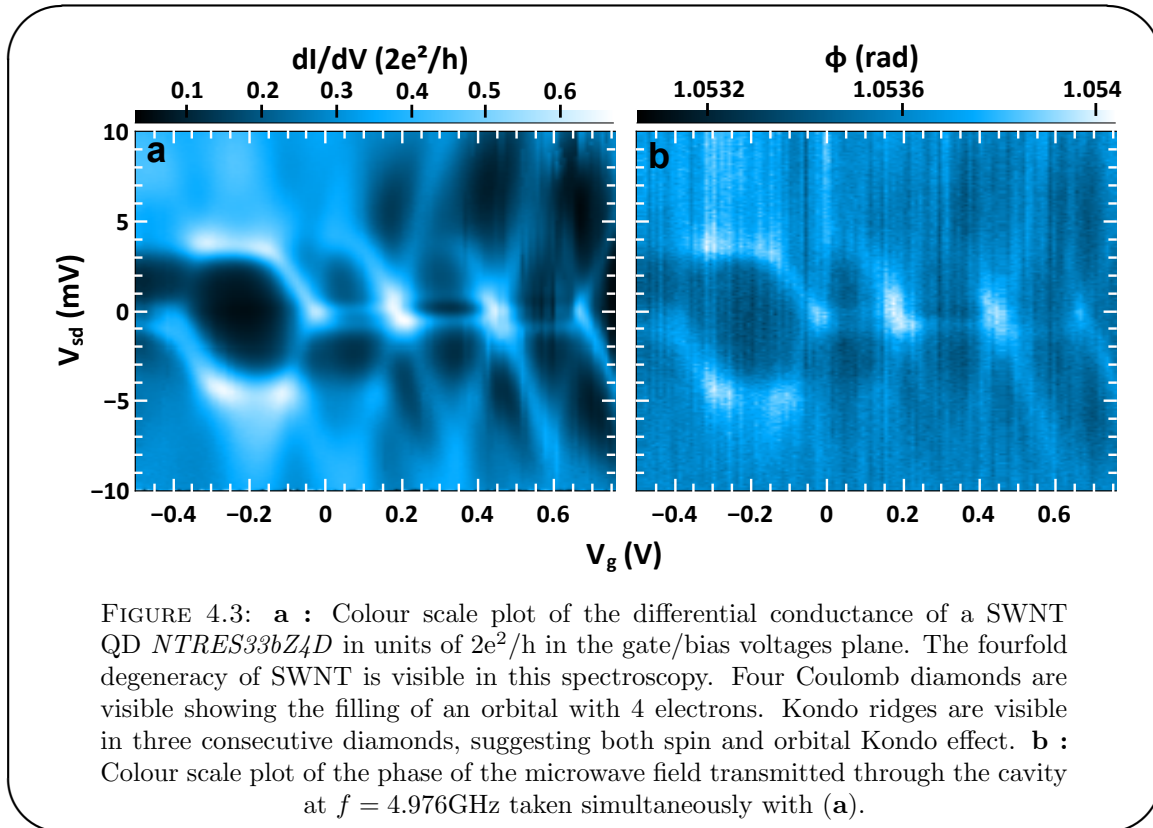 dI/dV (2e²/h)
0.1 0.2 0.3 0.4 0.5 0.6
ϕ (rad)
1.0532 1.0536 1.054
a
b
10
5
0
−5
−10
V_sd (mV)
−0.4 −0.2 0 0.2 0.4 0.6
−0.4 −0.2 0 0.2 0.4 0.6
V_g (V)
FIGURE 4.3: a : Colour scale plot of the differential conductance of a SWNT
QD NTRES33bZ4D in units of 2e²/h in the gate/bias voltages plane. The fourfold
degeneracy of SWNT is visible in this spectroscopy. Four Coulomb diamonds are
visible showing the filling of an orbital with 4 electrons. Kondo ridges are visible
in three consecutive diamonds, suggesting both spin and orbital Kondo effect. b :
Colour scale plot of the phase of the microwave field transmitted through the cavity
at f = 4.976GHz taken simultaneously with (a).